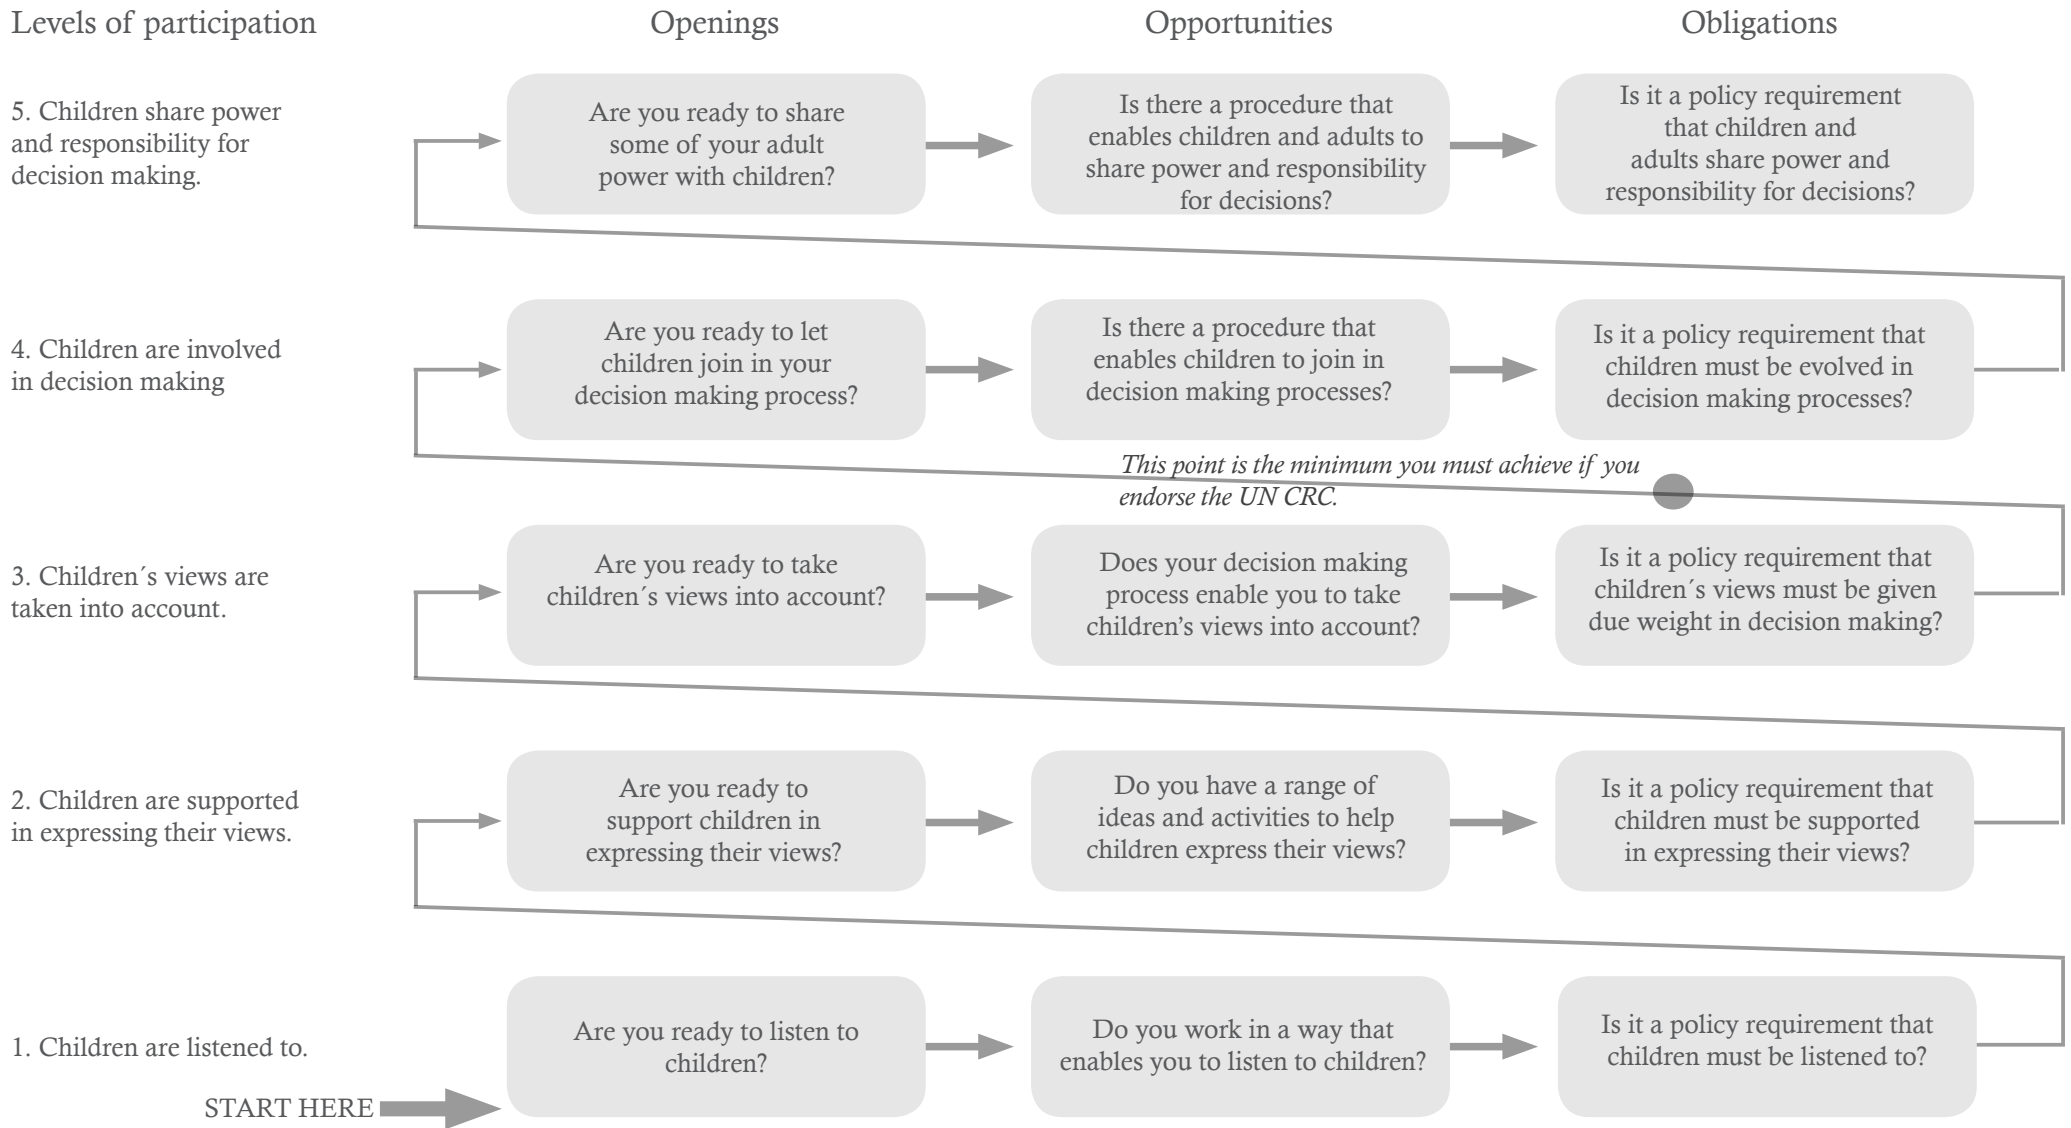 Levels of participation
Openings
Opportunities
Obligations
5. Children share power
and responsibility for
decision making.
Are you ready to share
some of your adult
power with children?
Is there a procedure that
enables children and adults to
share power and responsibility
for decisions?
Is it a policy requirement
that children and
adults share power and
responsibility for decisions?
4. Children are involved
in decision making
Are you ready to let
children join in your
decision making process?
Is there a procedure that
enables children to join in
decision making processes?
Is it a policy requirement that
children must be evolved in
decision making processes?
This point is the minimum you must achieve if you
endorse the UN CRC.
3. Children´s views are
taken into account.
Are you ready to take
children´s views into account?
Does your decision making
process enable you to take
children’s views into account?
Is it a policy requirement that
children´s views must be given
due weight in decision making?
2. Children are supported
in expressing their views.
Are you ready to
support children in
expressing their views?
Do you have a range of
ideas and activities to help
children express their views?
Is it a policy requirement that
children must be supported
in expressing their views?
1. Children are listened to.
Are you ready to listen to
children?
Do you work in a way that
enables you to listen to children?
Is it a policy requirement that
children must be listened to?
START HERE